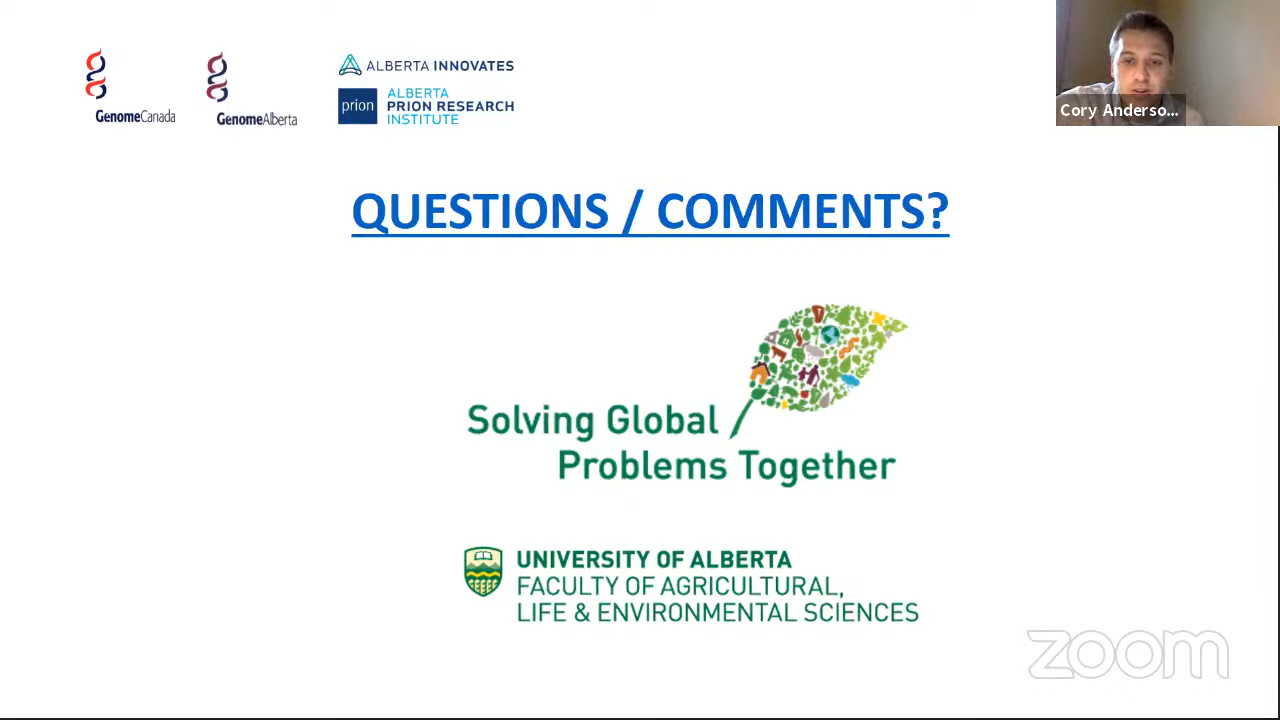 GenomeCanada
GenomeAlberta
ALBERTA INNOVATES
prion
ALBERTA
PRION RESEARCH
INSTITUTE
Cory Anderso...
QUESTIONS / COMMENTS?
Solving Global
Problems Together
UNIVERSITY OF ALBERTA
FACULTY OF AGRICULTURAL,
LIFE & ENVIRONMENTAL SCIENCES
zoom